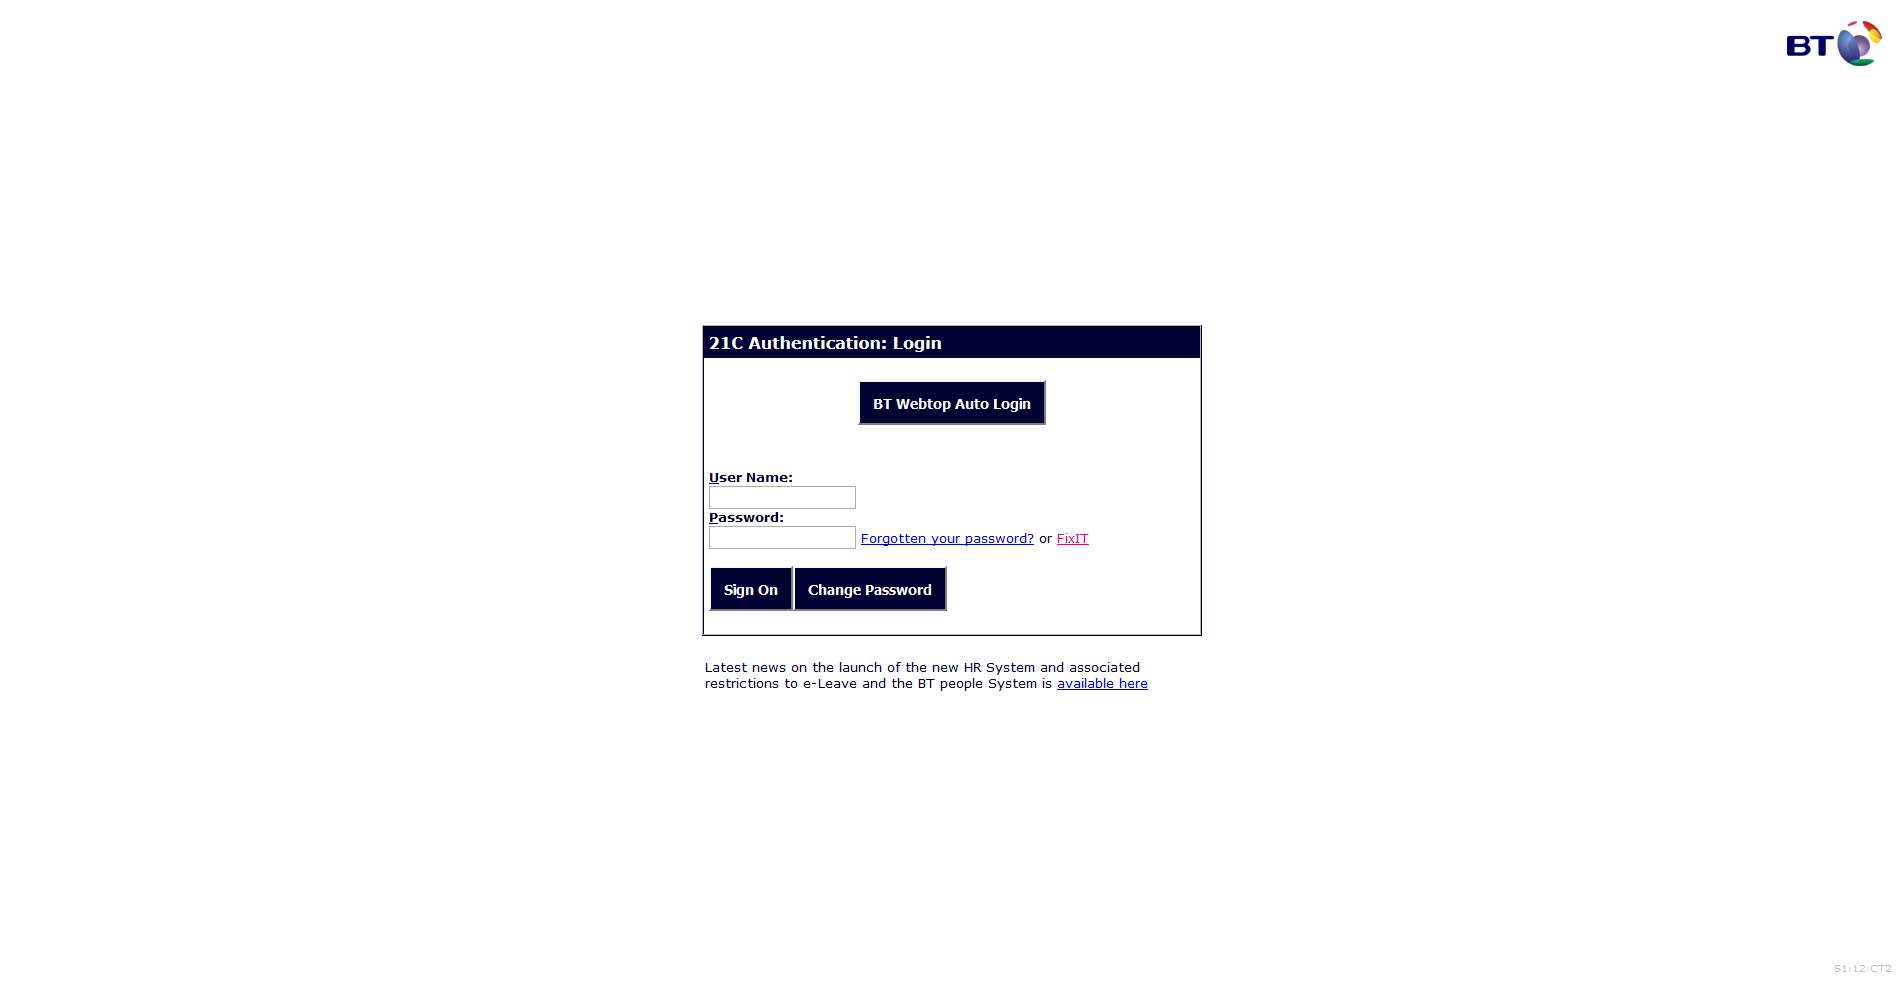 BT
21C Authentication: Login
BT Webtop Auto Login
User Name:
Password:
Forgotten your password? or FixIT
Sign On Change Password
Latest news on the launch of the new HR System and associated
restrictions to e-Leave and the BT people System is available here
S1:12:CT2